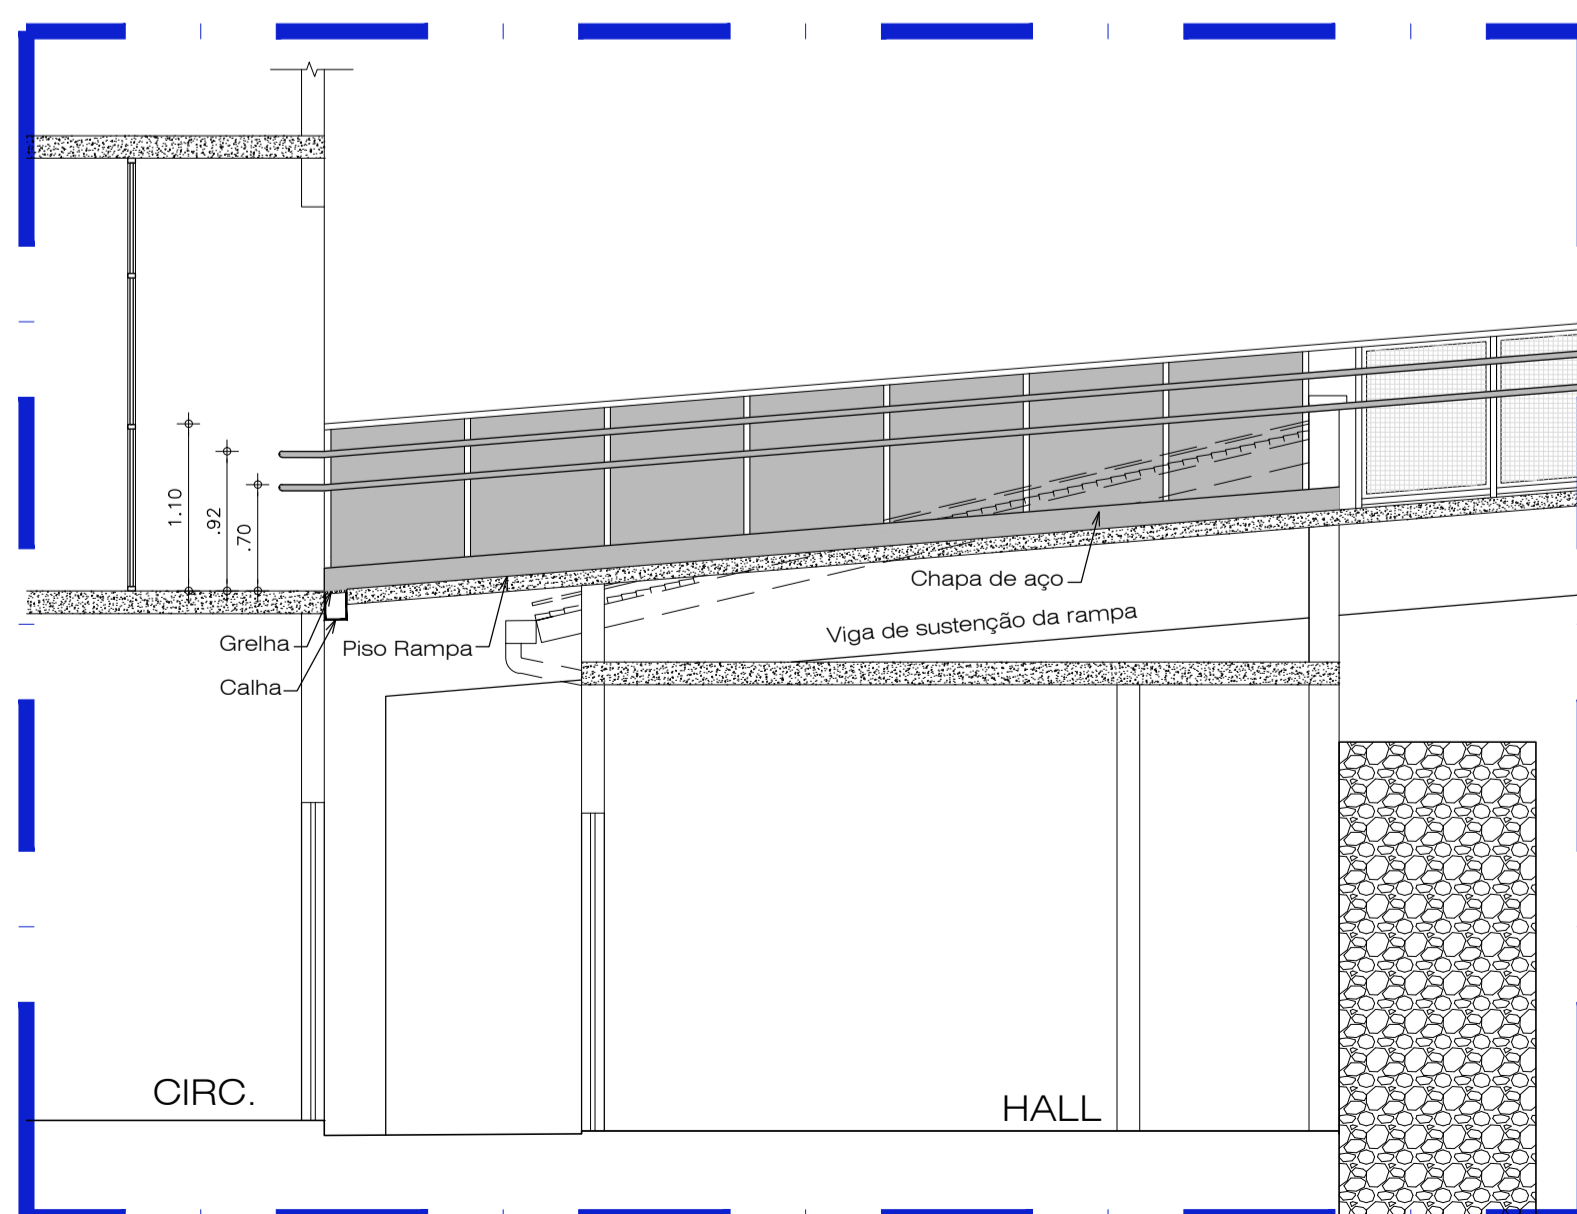 1.10
.92
.70
Chapa de aço
Viga de sustenção da rampa
Grelha
Piso Rampa
Calha
CIRC.
HALL